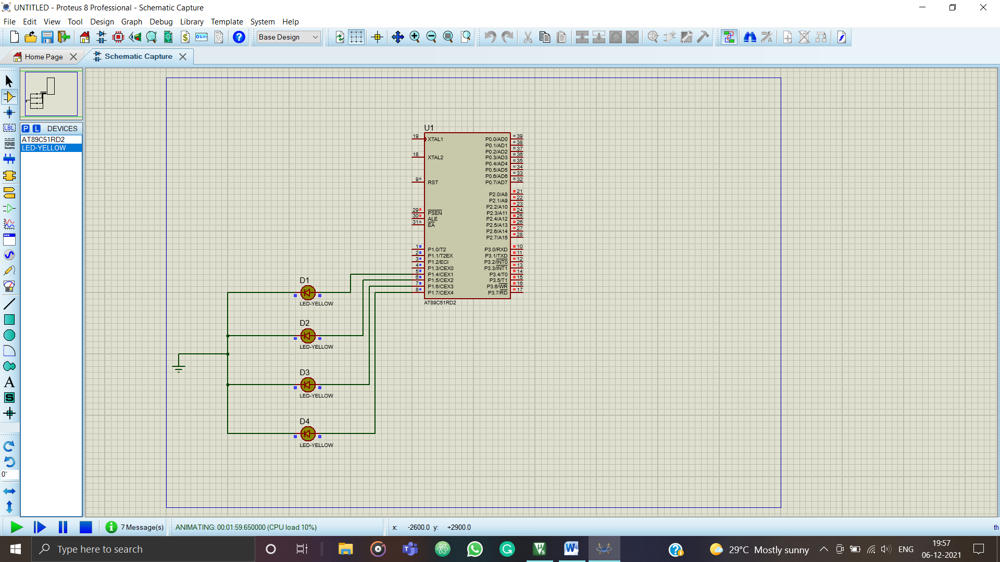 UNTITLED - Proteus 8 Professional - Schematic Capture
File Edit View Tool Design Graph Debug Library Template System Help
Base Design
Home Page
Schematic Capture
P L DEVICES
AT89C51RD2
LED-YELLOW
LBL
A
S
0°
U1
19 XTAL1
18 XTAL2
9 RST
29 PSEN
30 ALE
31 EA
1 P1.0/T2
2 P1.1/T2EX
3 P1.2/ECI
4 P1.3/CEX0
5 P1.4/CEX1
6 P1.5/CEX2
7 P1.6/CEX3
8 P1.7/CEX4
P0.0/AD0 39
P0.1/AD1 38
P0.2/AD2 37
P0.3/AD3 36
P0.4/AD4 35
P0.5/AD5 34
P0.6/AD6 33
P0.7/AD7 32
P2.0/A8 21
P2.1/A9 22
P2.2/A10 23
P2.3/A11 24
P2.4/A12 25
P2.5/A13 26
P2.6/A14 27
P2.7/A15 28
P3.0/RXD 10
P3.1/TXD 11
P3.2/INT0 12
P3.3/INT1 13
P3.4/T0 14
P3.5/T1 15
P3.6/WR 16
P3.7/RD 17
AT89C51RD2
D1
LED-YELLOW
D2
LED-YELLOW
D3
LED-YELLOW
D4
LED-YELLOW
7 Message(s)
ANIMATING: 00:01:59.650000 (CPU load 10%)
x: -2600.0 y: +2900.0
th
Type here to search
29°C Mostly sunny
ENG
19:57
06-12-2021